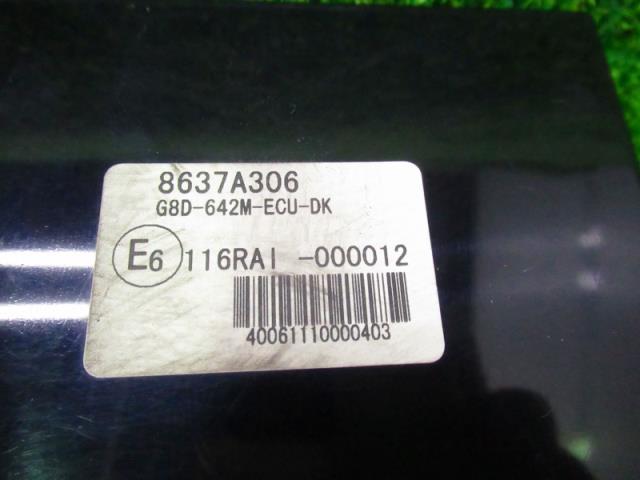 8637A306
G8D-642M-ECU-DK
E6 116RAI -000012
40061110000403